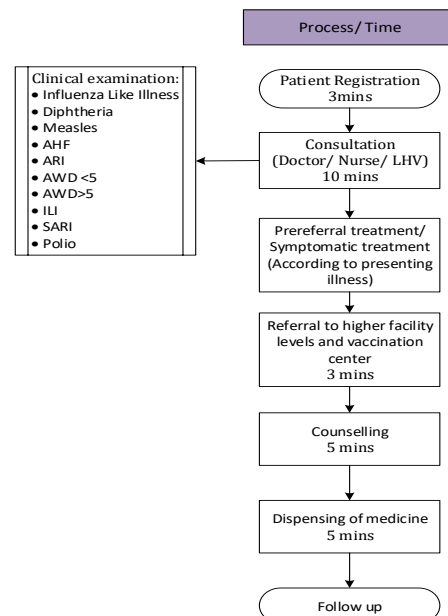 Process/ Time
Patient Registration
3mins
Clinical examination:
• Influenza Like Illness
• Diphtheria
• Measles
• AHF
• ARI
• AWD <5
• AWD>5
• ILI
• SARI
• Polio
Consultation
(Doctor/ Nurse/ LHV)
10 mins
Prereferral treatment/
Symptomatic treatment
(According to presenting
illness)
Referral to higher facility
levels and vaccination
center
3 mins
Counselling
5 mins
Dispensing of medicine
5 mins
Follow up